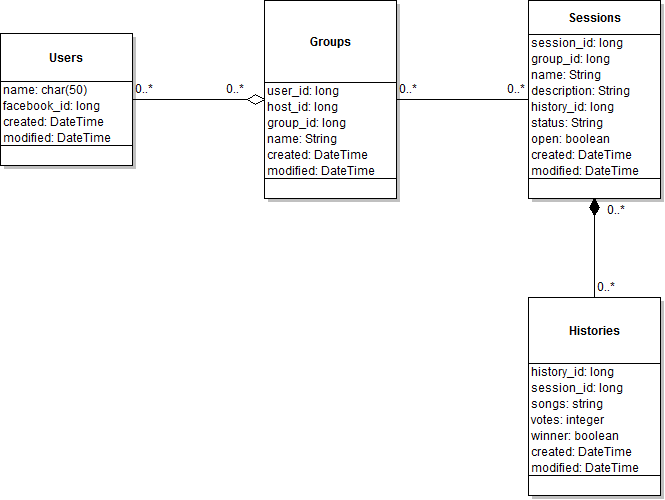 Users
name: char(50)
facebook_id: long
created: DateTime
modified: DateTime
0..*
0..*
Groups
user_id: long
host_id: long
group_id: long
name: String
created: DateTime
modified: DateTime
0..*
0..*
Sessions
session_id: long
group_id: long
name: String
description: String
history_id: long
status: String
open: boolean
created: DateTime
modified: DateTime
0..*
0..*
Histories
history_id: long
session_id: long
songs: string
votes: integer
winner: boolean
created: DateTime
modified: DateTime